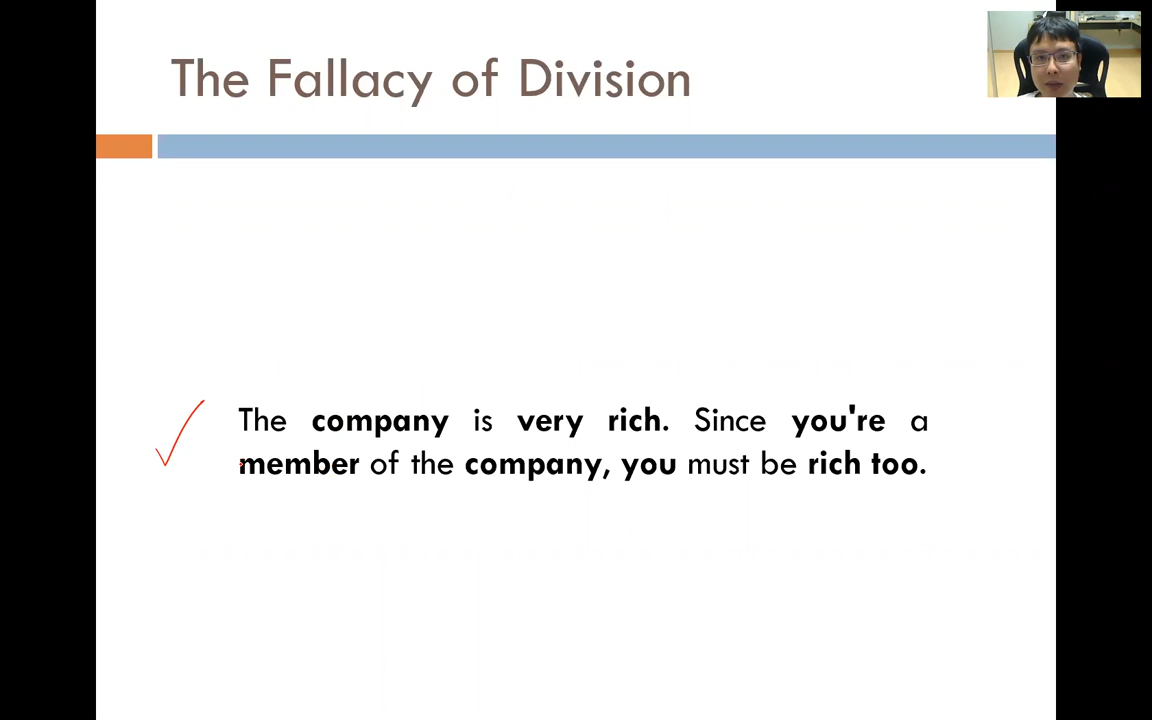 The Fallacy of Division
The company is very rich. Since you're a
member of the company, you must be rich too.